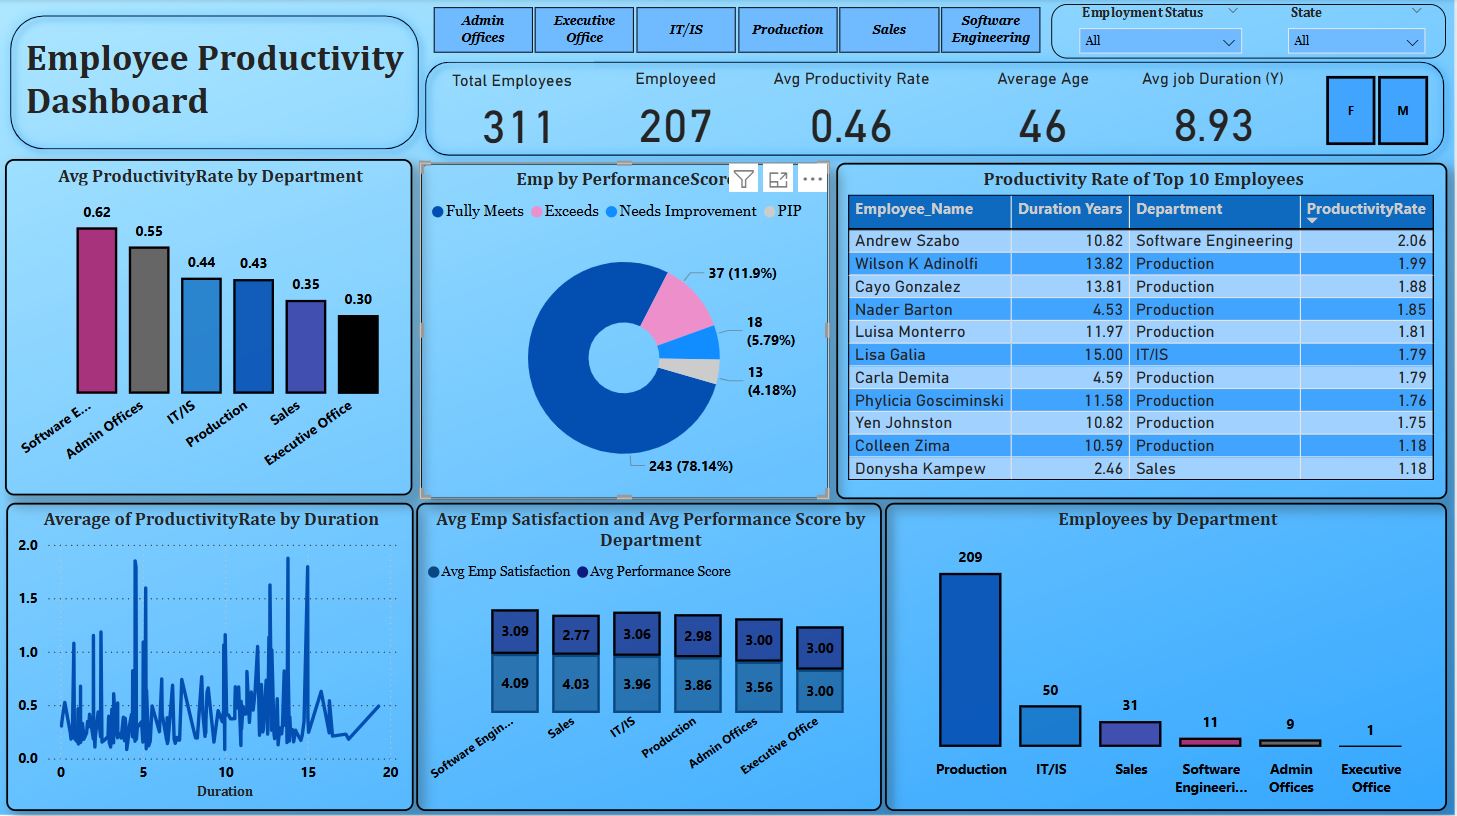 Employee Productivity
Dashboard
Admin
Offices
Executive
Office
IT/IS
Production
Sales
Software
Engineering
Employment Status
All
State
All
Total Employees
311
Employeed
207
Avg Productivity Rate
0.46
Average Age
46
Avg job Duration (Y)
8.93
F
M
Avg ProductivityRate by Department
0.62
0.55
0.44
0.43
0.35
0.30
Software E...
Admin Offices
IT/IS
Production
Sales
Executive Office
Emp by PerformanceScore
Fully Meets
Exceeds
Needs Improvement
PIP
37 (11.9%)
18
(5.79%)
13
(4.18%)
243 (78.14%)
Productivity Rate of Top 10 Employees
Employee_Name Duration Years Department ProductivityRate
Andrew Szabo 10.82 Software Engineering 2.06
Wilson K Adinolfi 13.82 Production 1.99
Cayo Gonzalez 13.81 Production 1.88
Nader Barton 4.53 Production 1.85
Luisa Monterro 11.97 Production 1.81
Lisa Galia 15.00 IT/IS 1.79
Carla Demita 4.59 Production 1.79
Phylicia Gosciminski 11.58 Production 1.76
Yen Johnston 10.82 Production 1.75
Colleen Zima 10.59 Production 1.18
Donysha Kampew 2.46 Sales 1.18
Average of ProductivityRate by Duration
2.0
1.5
1.0
0.5
0.0
0 5 10 15 20
Duration
Avg Emp Satisfaction and Avg Performance Score by
Department
Avg Emp Satisfaction
Avg Performance Score
3.09 2.77 3.06 2.98 3.00 3.00
4.09 4.03 3.96 3.86 3.56 3.00
Software Engin...
Sales
IT/IS
Production
Admin Offices
Executive Office
Employees by Department
209
50
31
11
9
1
Production
IT/IS
Sales
Software
Engineeri...
Admin
Offices
Executive
Office